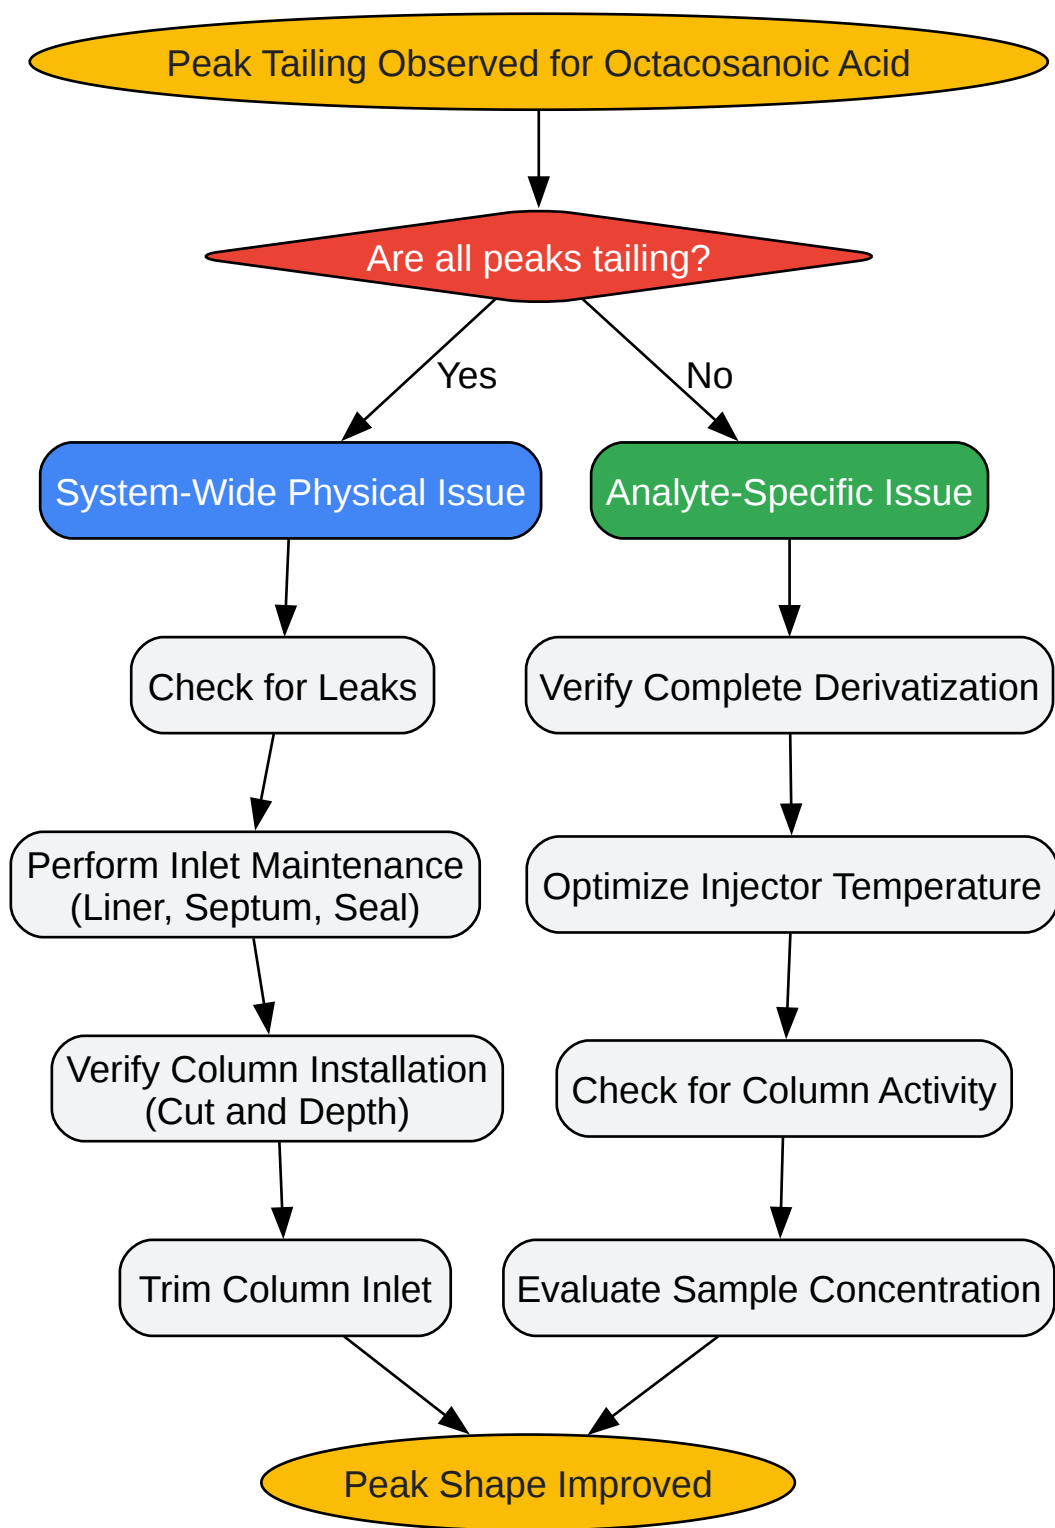 Peak Tailing Observed for Octacosanoic Acid
Are all peaks tailing?
Yes
No
System-Wide Physical Issue
Analyte-Specific Issue
Check for Leaks
Verify Complete Derivatization
Perform Inlet Maintenance
(Liner, Septum, Seal)
Optimize Injector Temperature
Verify Column Installation
(Cut and Depth)
Check for Column Activity
Trim Column Inlet
Evaluate Sample Concentration
Peak Shape Improved